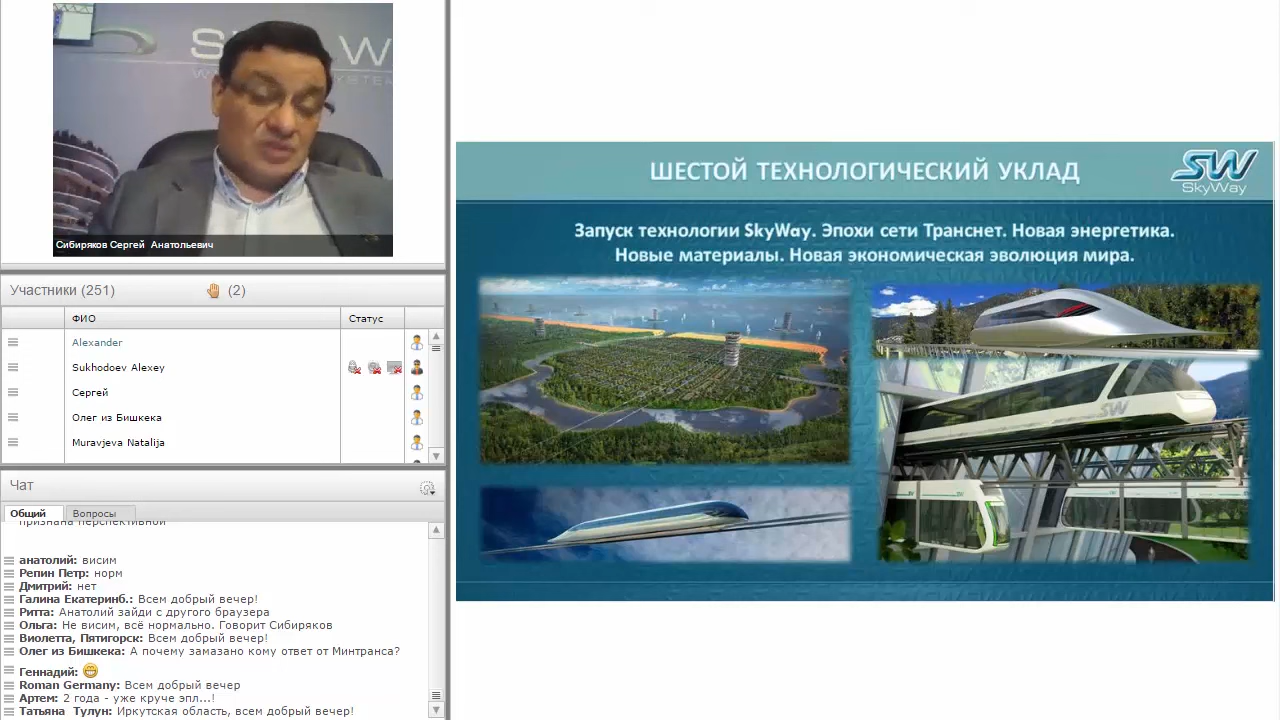 Сибиряков Сергей Анатольевич
Участники (251)
(2)
ФИО
Статус
Alexander
Sukhodoev Alexey
Сергей
Олег из Бишкека
Muravjeva Natalija
Чат
Общий
Вопросы
признана перспективной
анатолий: висим
Репин Петр: норм
Дмитрий: нет
Галина Екатеринб.: Всем добрый вечер!
Ритта: Анатолий зайди с другого браузера
Ольга: Не висим, всё нормально. Говорит Сибиряков
Виолетта, Пятигорск: Всем добрый вечер!
Олег из Бишкека: А почему замазано кому ответ от Минтранса?
Геннадий:
Roman Germany: Всем добрый вечер
Артем: 2 года - уже круче эпл...!
Татьяна Тулун: Иркутская область, всем добрый вечер!
ШЕСТОЙ ТЕХНОЛОГИЧЕСКИЙ УКЛАД
SW
SkyWay
Запуск технологии SkyWay. Эпохи сети Транснет. Новая энергетика.
Новые материалы. Новая экономическая эволюция мира.
SW